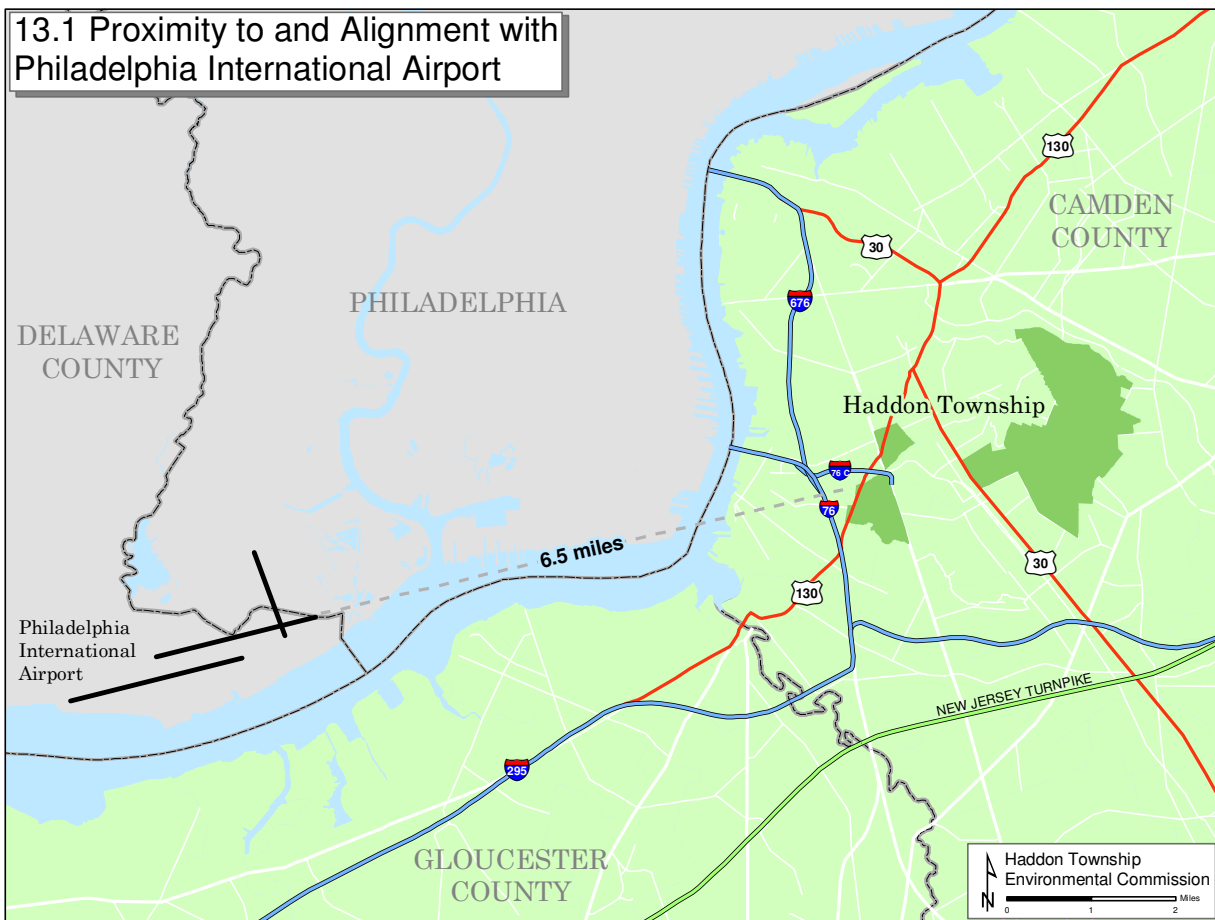 13.1 Proximity to and Alignment with
Philadelphia International Airport
130
CAMDEN
COUNTY
30
676
PHILADELPHIA
DELAWARE
COUNTY
Haddon Township
76 C
76
6.5 miles
30
130
Philadelphia
International
Airport
NEW JERSEY TURNPIKE
295
GLOUCESTER
COUNTY
Haddon Township
Environmental Commission
N
Miles
0 1 2